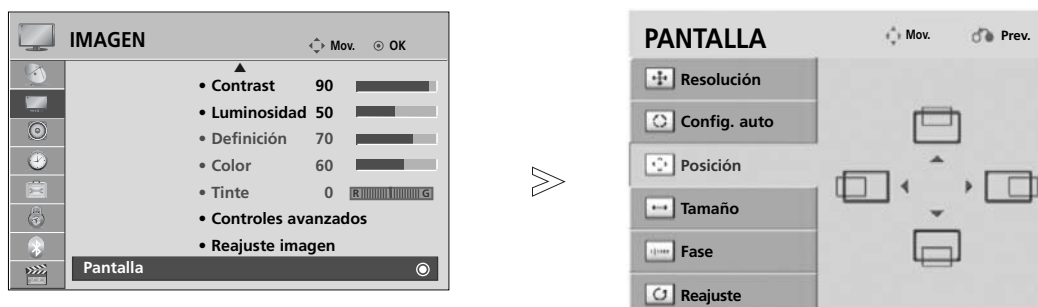 IMAGEN
Mov. OK
• Contrast 90
• Luminosidad 50
• Definición 70
• Color 60
• Tinte 0 R G
• Controles avanzados
• Reajuste imagen
Pantalla
PANTALLA
Mov. Prev.
Resolución
Config. auto
Posición
Tamaño
Fase
Reajuste